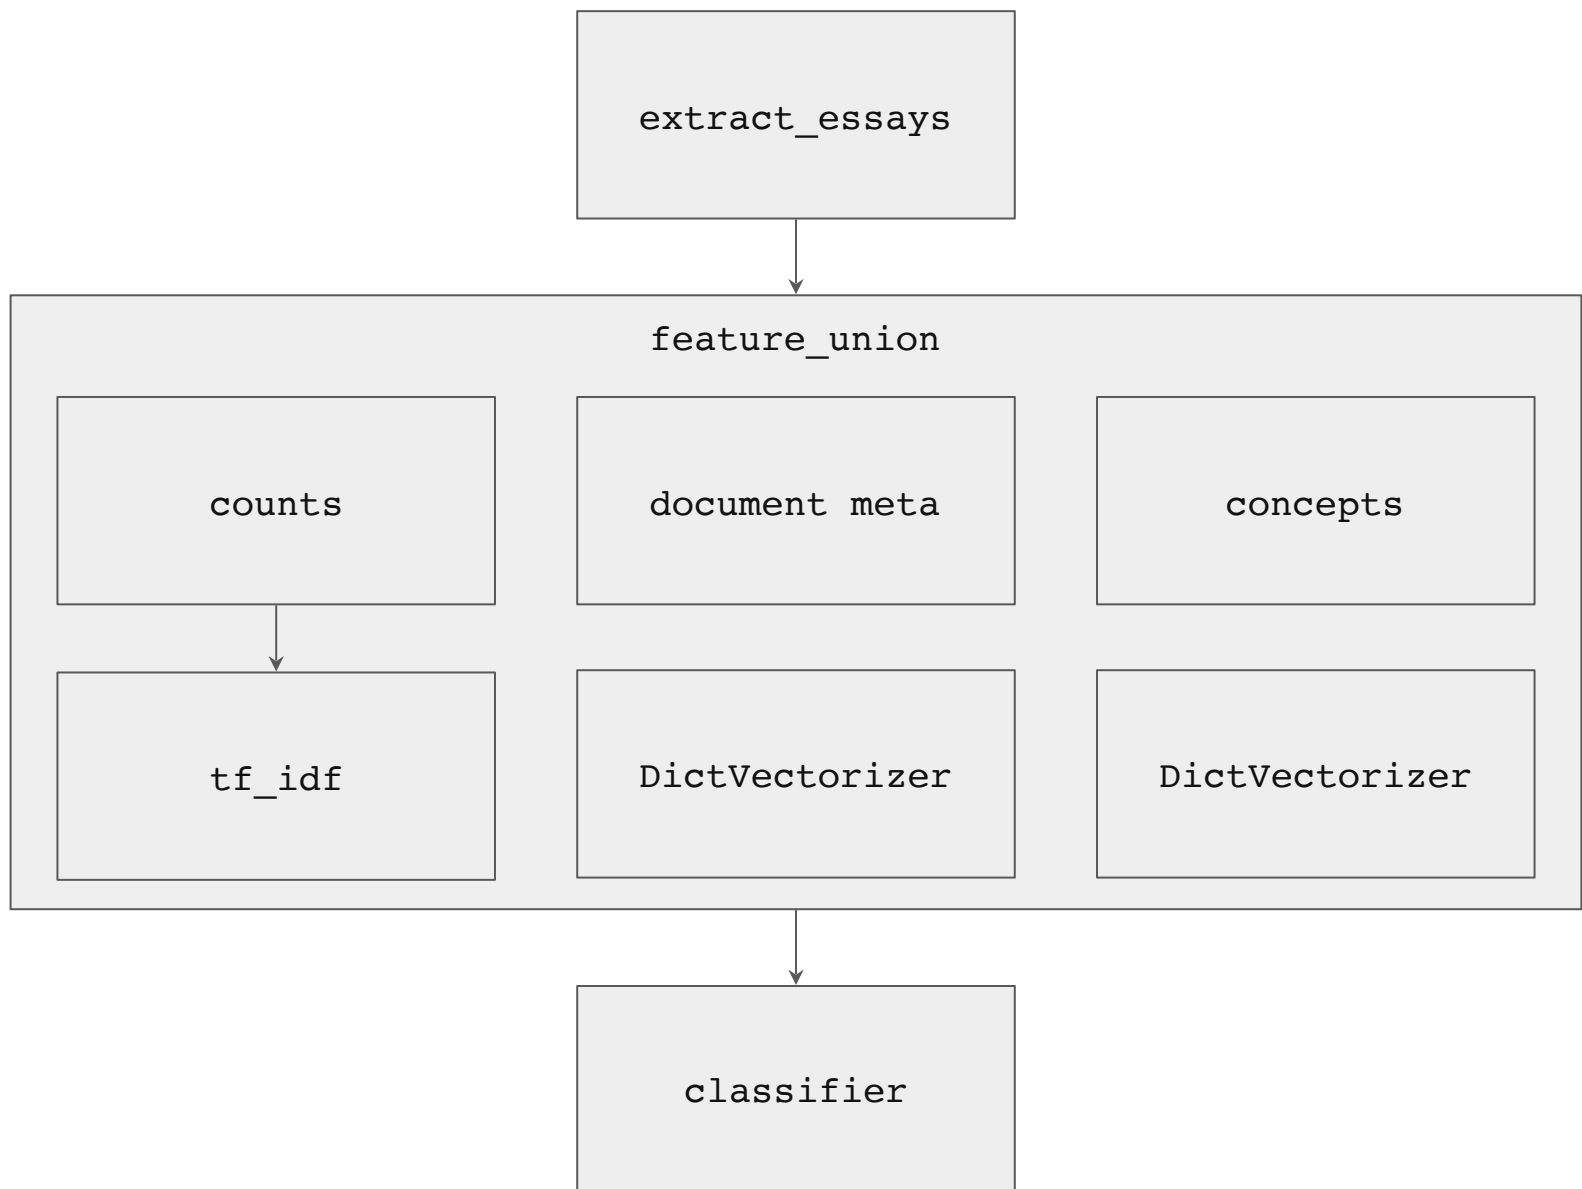 extract_essays
feature_union
counts
document meta
concepts
tf_idf
DictVectorizer
DictVectorizer
classifier